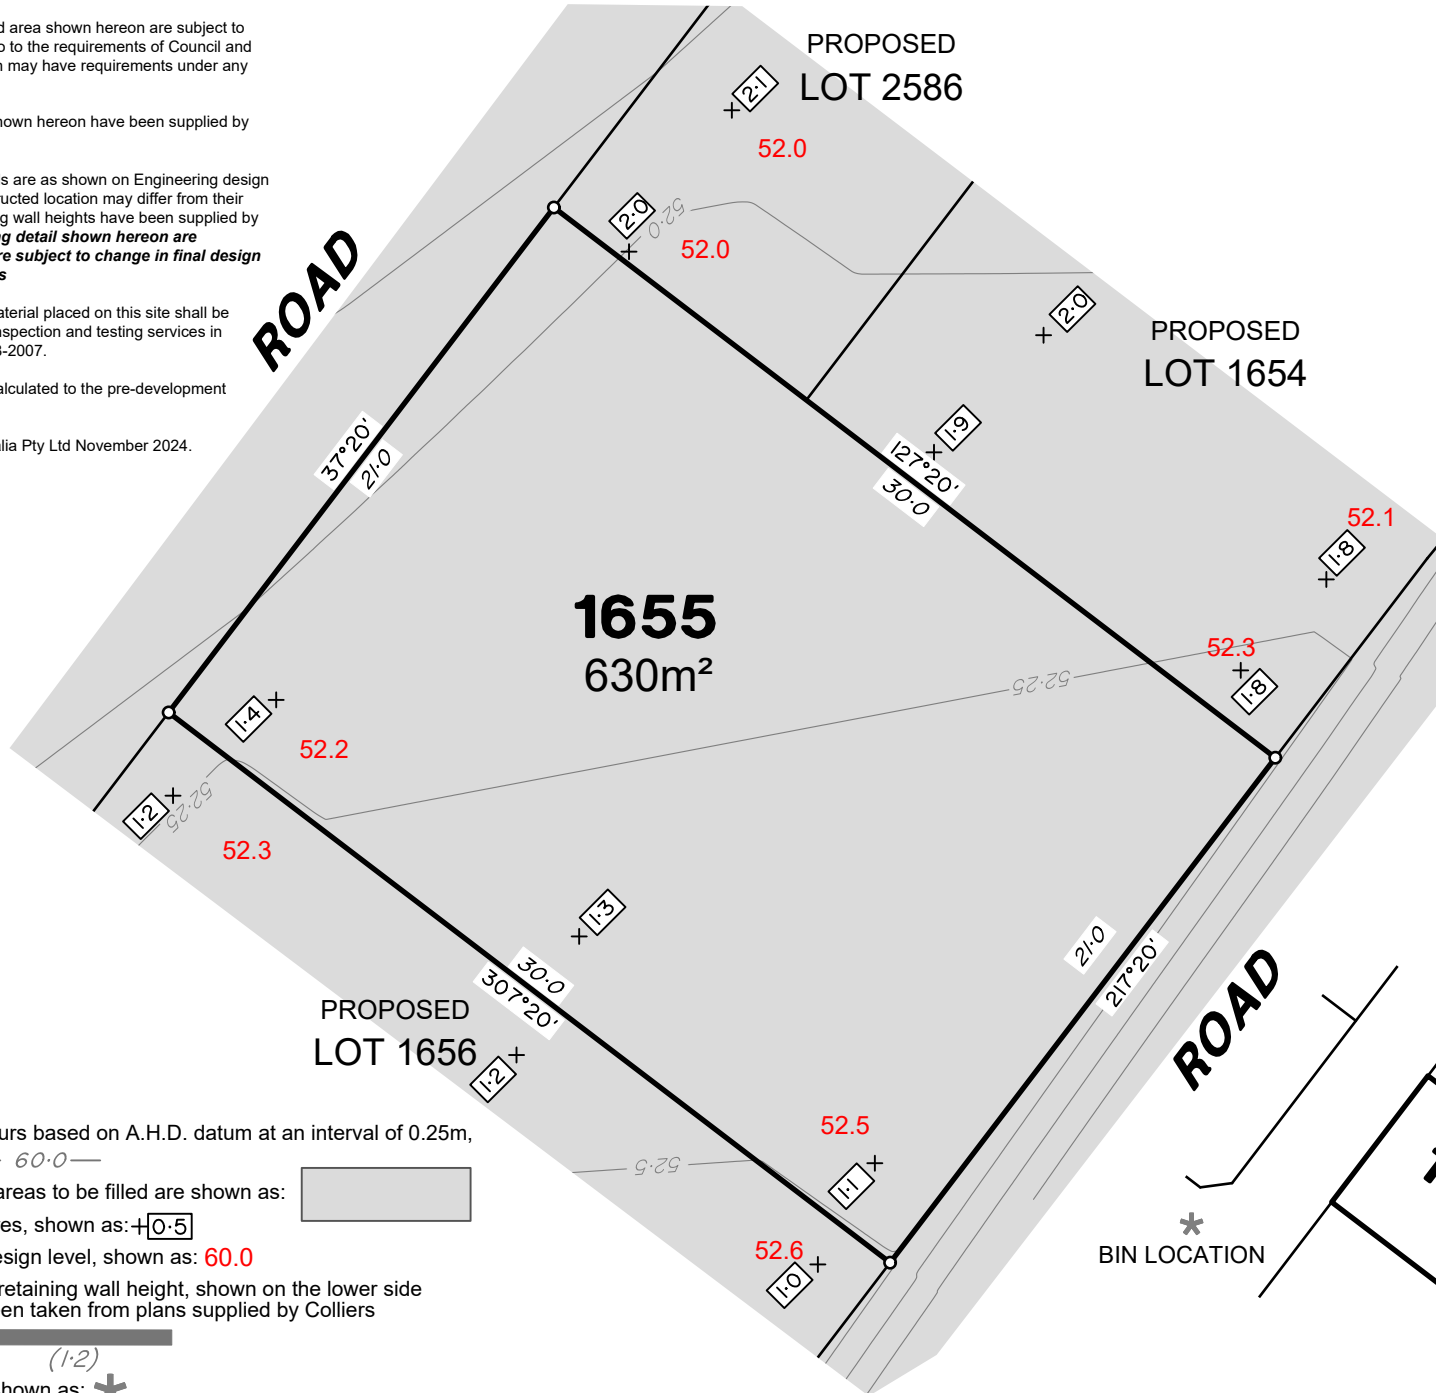 d area shown hereon are subject to
o to the requirements of Council and
n may have requirements under any
hown hereon have been supplied by
ls are as shown on Engineering design
ructed location may differ from their
ng wall heights have been supplied by
ng detail shown hereon are
re subject to change in final design
s
aterial placed on this site shall be
nspection and testing services in
8-2007.
alculated to the pre-development
alia Pty Ltd November 2024.
PROPOSED
LOT 2586
2·1
52.0
2·0
52·0
52.0
ROAD
2·0
PROPOSED
LOT 1654
37°20'
21·0
1·9
127°20'
30·0
52.1
1·8
1655
630m²
52.3
1·8
52·25
1·4
52.2
1·2
52·25
52.3
1·3
30·0
307°20'
21·0
217°20'
ROAD
PROPOSED
LOT 1656
1·2
52.5
52·5
1·1
52.6
1·0
BIN LOCATION
urs based on A.H.D. datum at an interval of 0.25m,
60·0
areas to be filled are shown as:
es, shown as: 0·5
esign level, shown as: 60.0
retaining wall height, shown on the lower side
en taken from plans supplied by Colliers
(1·2)
hown as: